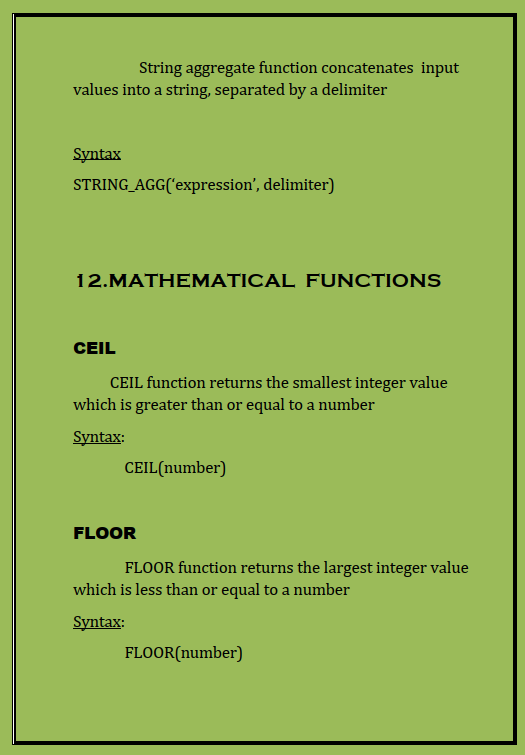 String aggregate function concatenates  input
values into a string, separated by a delimiter
Syntax
STRING_AGG(‘expression’, delimiter)
12.MATHEMATICAL FUNCTIONS
CEIL
CEIL function returns the smallest integer value
which is greater than or equal to a number
Syntax:
CEIL(number)
FLOOR
FLOOR function returns the largest integer value
which is less than or equal to a number
Syntax:
FLOOR(number)